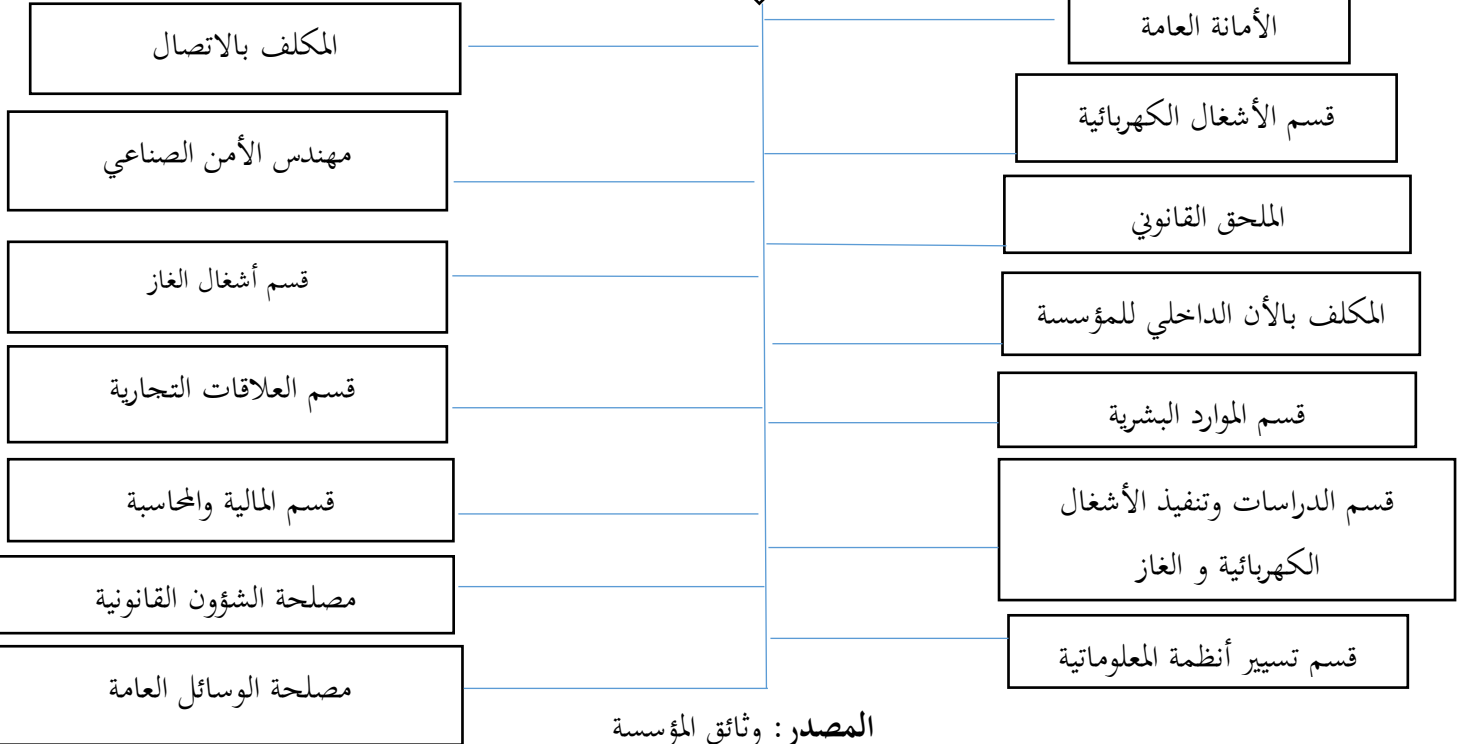 الأمانة العامة
المكلف بالاتصال
قسم الأشغال الكهربائية
مهندس الأمن الصناعي
الملحق القانوني
قسم أشغال الغاز
المكلف بالأن الداخلي للمؤسسة
قسم العلاقات التجارية
قسم الموارد البشرية
قسم المالية والمحاسبة
قسم الدراسات وتنفيذ الأشغال
الكهربائية و الغاز
مصلحة الشؤون القانونية
قسم تسيير أنظمة المعلوماتية
مصلحة الوسائل العامة
المصدر: وثائق المؤسسة